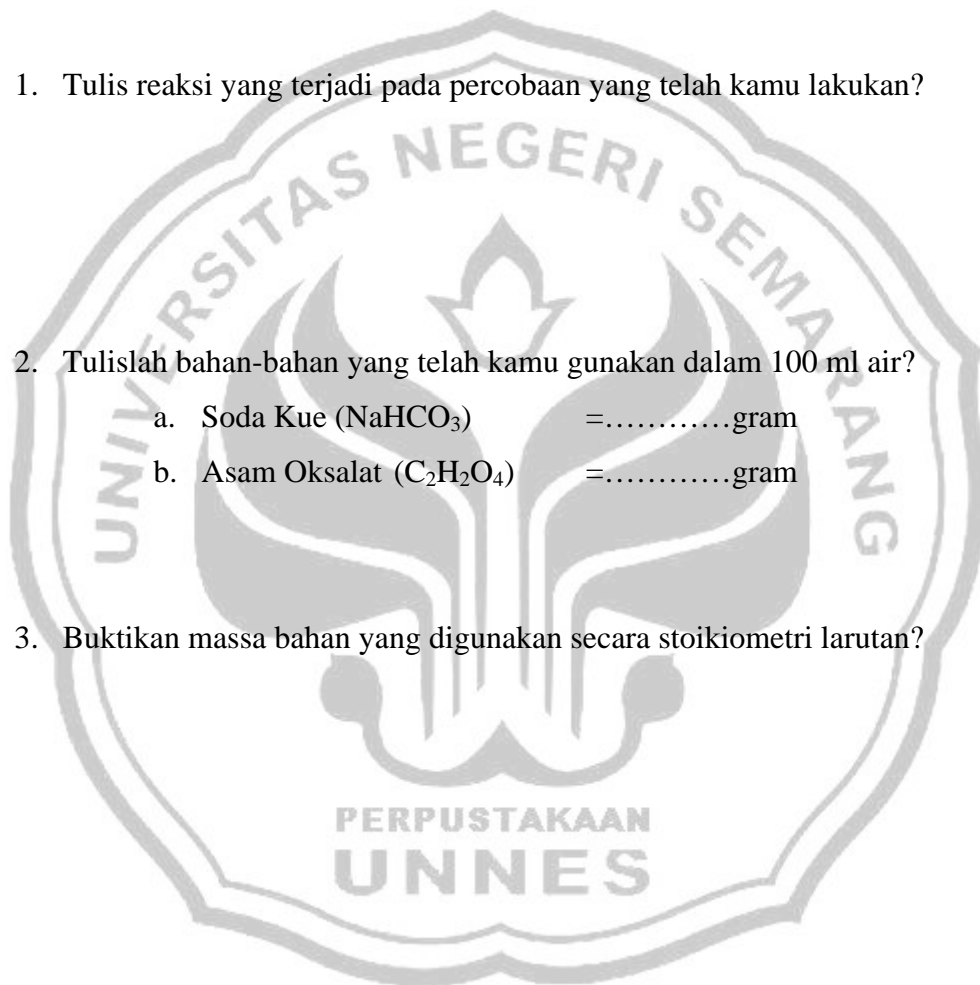 1. Tulis reaksi yang terjadi pada percobaan yang telah kamu lakukan?
UNIVERSITAS NEGERI SEMARANG
2. Tulislah bahan-bahan yang telah kamu gunakan dalam 100 ml air?
a. Soda Kue (NaHCO₃) =…………gram
b. Asam Oksalat (C₂H₂O₄) =…………gram
3. Buktikan massa bahan yang digunakan secara stoikiometri larutan?
PERPUSTAKAAN
UNNES